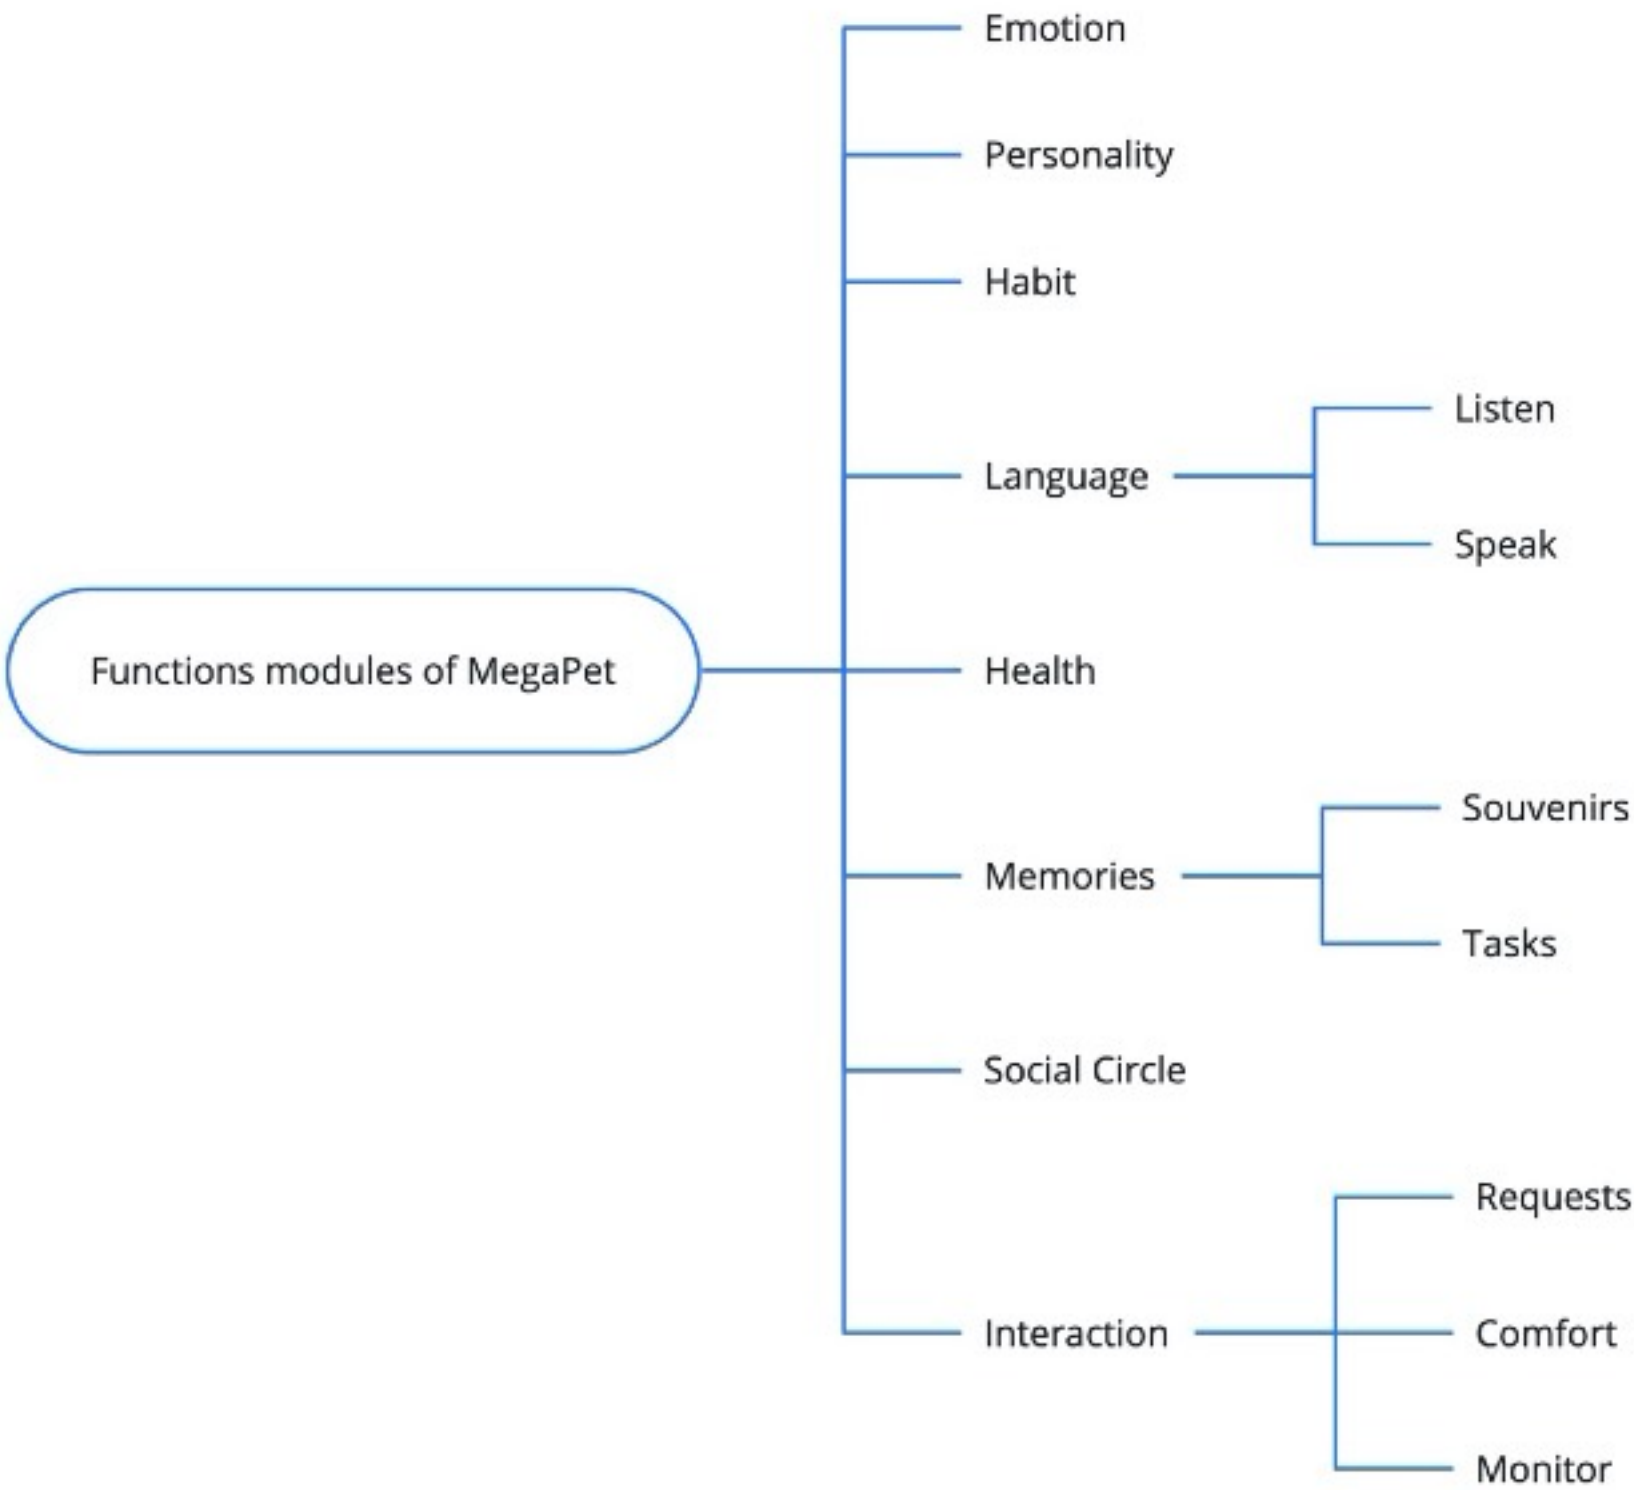 Functions modules of MegaPet
Emotion
Personality
Habit
Language
Listen
Speak
Health
Memories
Souvenirs
Tasks
Social Circle
Interaction
Requests
Comfort
Monitor